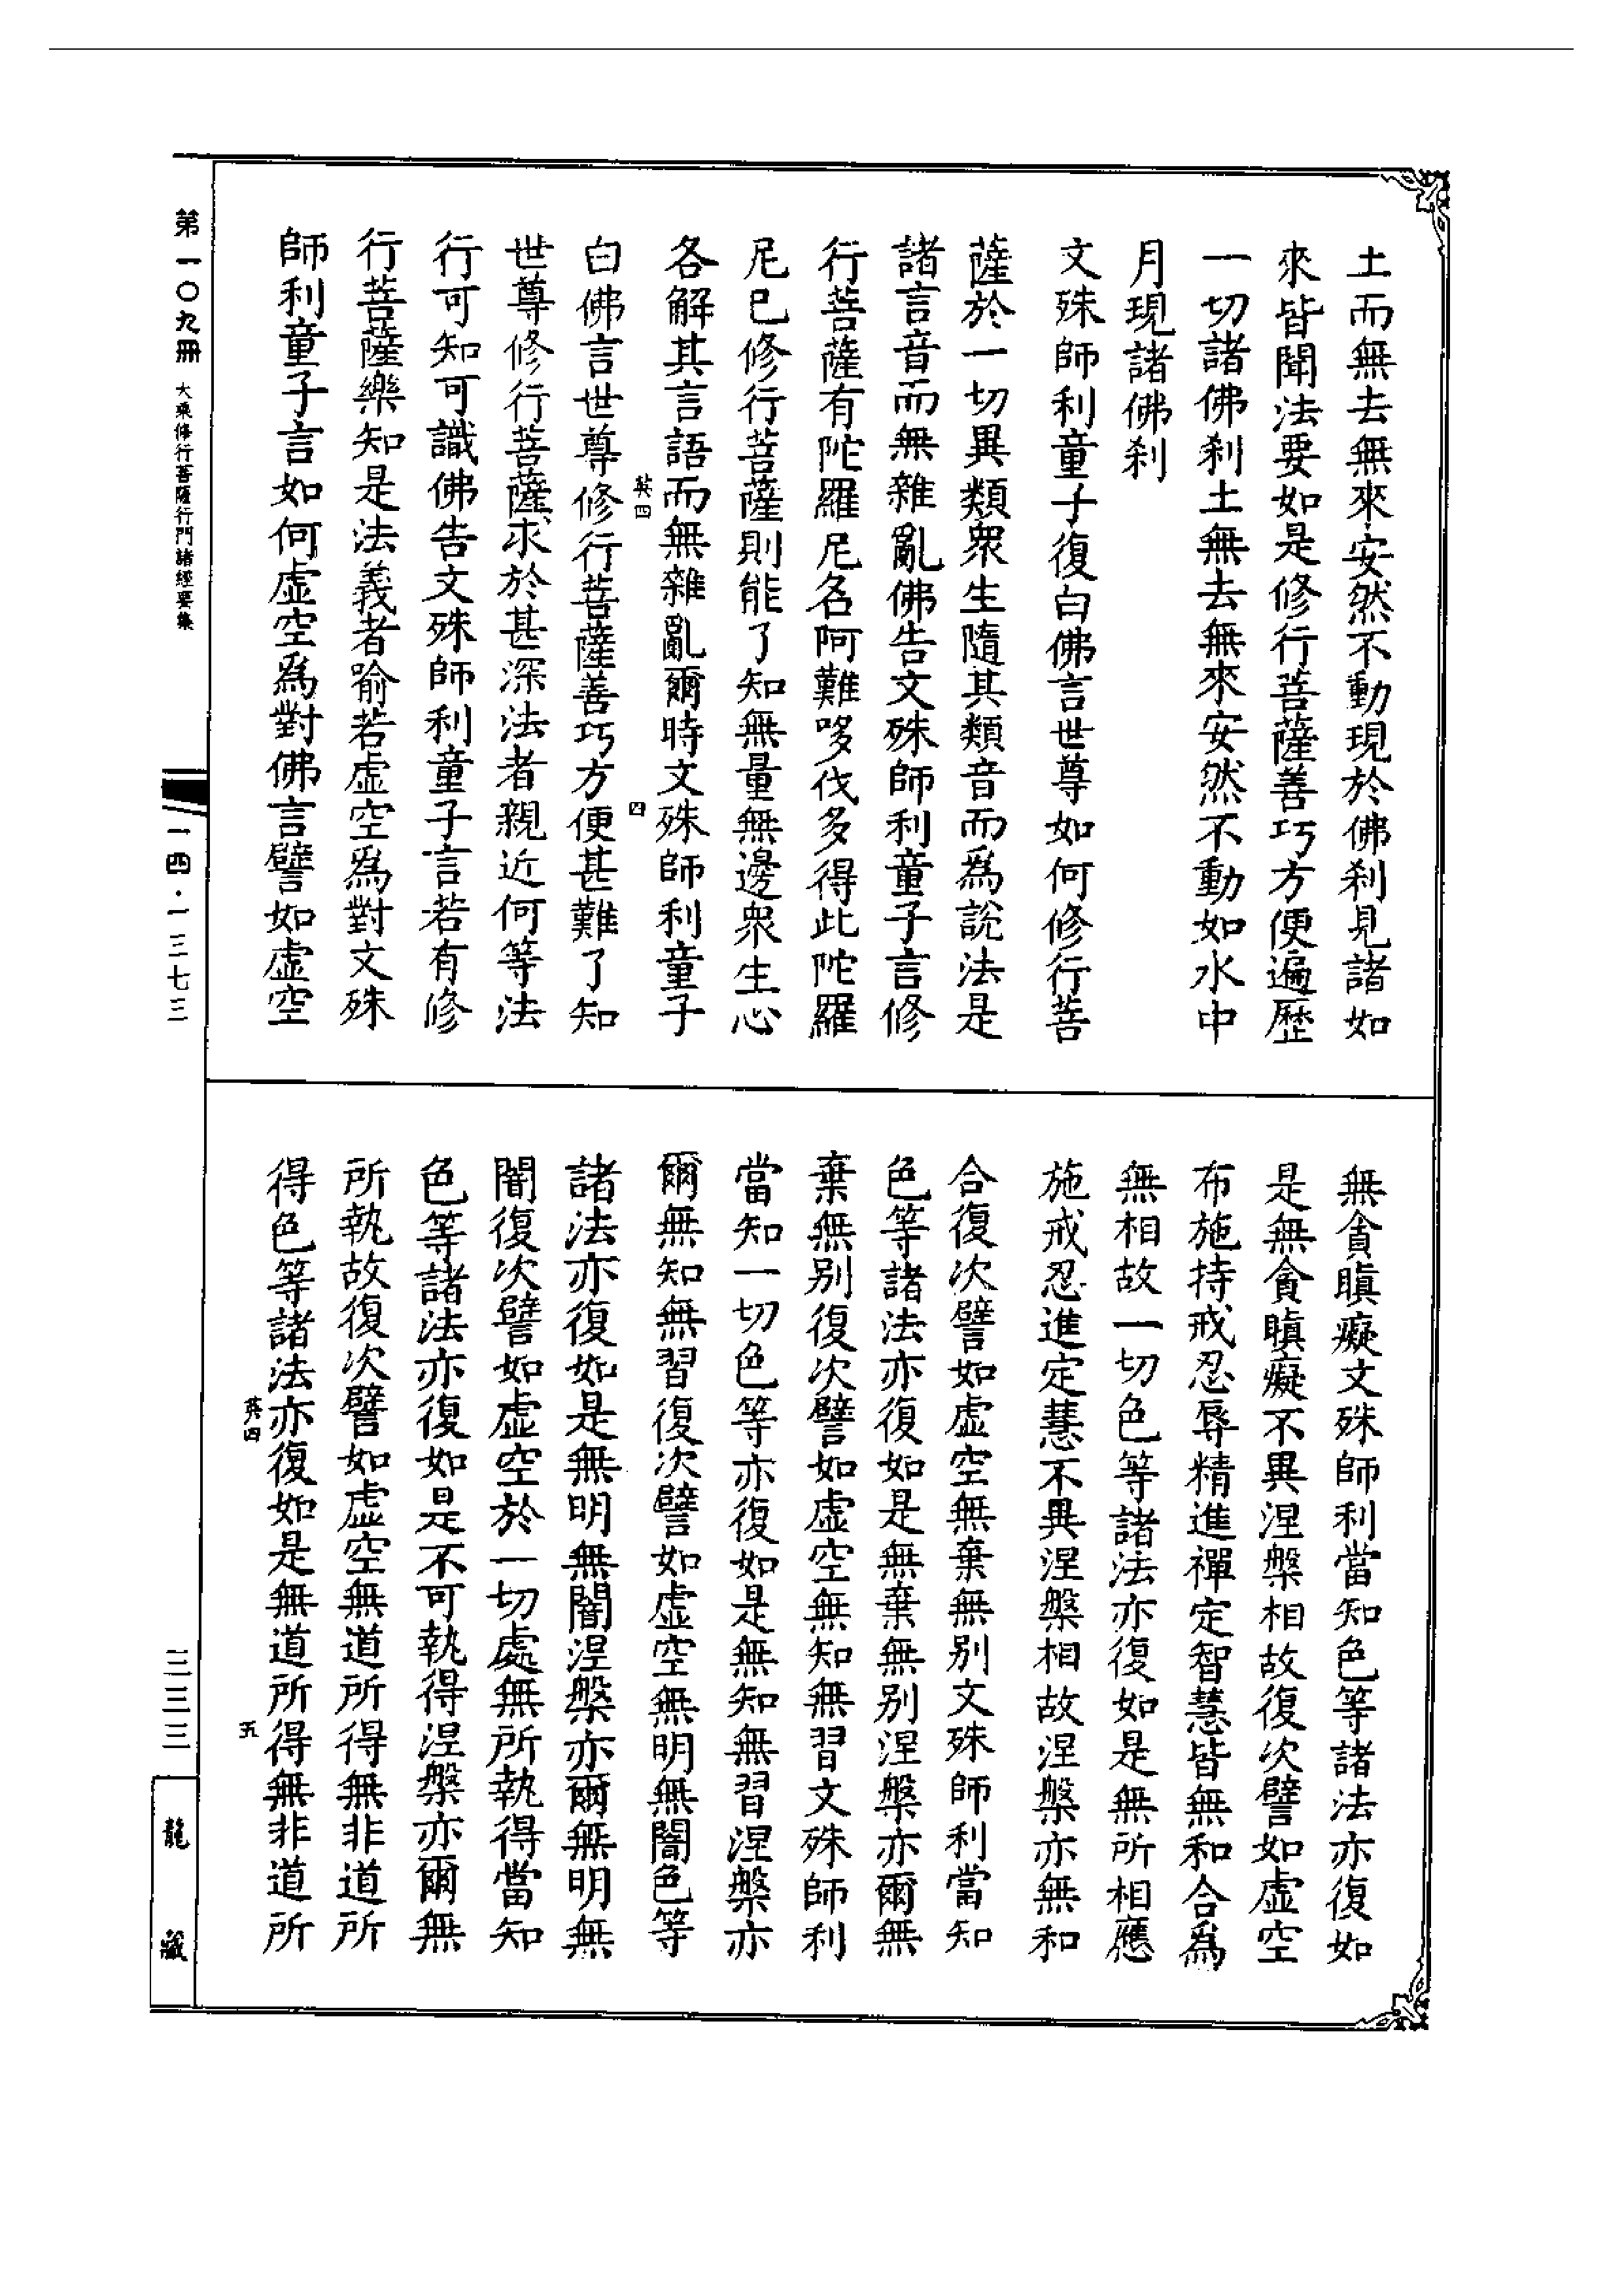 土而無去無來安然不動現於佛刹見諸如
來皆聞法要如是修行菩薩善巧方便遍歷
一切諸佛刹土無去無來安然不動如水中
月現諸佛刹
文殊師利童子復白佛言世尊如何修行菩
薩於一切異類衆生隨其類音而爲說法是
諸言音而無雜亂佛告文殊師利童子言修
行菩薩有陀羅尼名阿難哆伐多得此陀羅
尼已修行菩薩則能了知無量無邊衆生心
各解其言語而無雜亂爾時文殊師利童子
英四
四
白佛言世尊修行菩薩善巧方便甚難了知
世尊修行菩薩求於甚深法者親近何等法
行可知可識佛告文殊師利童子言若有修
行菩薩樂知是法義者喻若虛空爲對文殊
師利童子言如何虛空爲對佛言譬如虛空
無貪瞋癡文殊師利當知色等諸法亦復如
是無貪瞋癡不異涅槃相故復次譬如虛空
布施持戒忍辱精進禪定智慧皆無和合爲
無相故一切色等諸法亦復如是無所相應
施戒忍進定慧不異涅槃相故涅槃亦無和
合復次譬如虛空無棄無別文殊師利當知
色等諸法亦復如是無棄無別涅槃亦爾無
棄無別復次譬如虛空無知無習文殊師利
當知一切色等亦復如是無知無習涅槃亦
爾無知無習復次譬如虛空無明無闇色等
諸法亦復如是無明無闇涅槃亦爾無明無
闇復次譬如虛空於一切處無所執得當知
色等諸法亦復如是不可執得涅槃亦爾無
所執故復次譬如虛空無道所得無非道所
得色等諸法亦復如是無道所得無非道所
英四
五
第一〇九冊 大乘修行菩薩行門諸經要集
一四·一三七三
三三三
龍藏